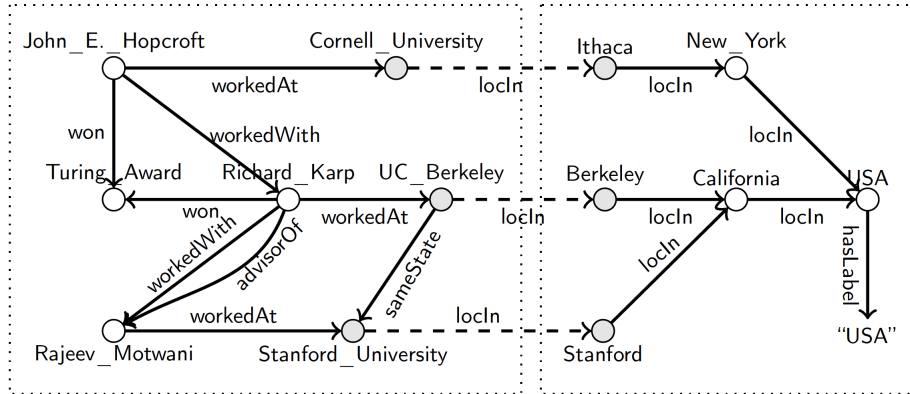 John_E._Hopcroft
Cornell_University
Ithaca
New_York
workedAt
locIn
locIn
won
workedWith
locIn
Turing_Award
Richard_Karp
UC_Berkeley
Berkeley
California
USA
won
workedAt
locIn
locIn
locIn
workedWith
advisorOf
sameState
locIn
hasLabel
workedAt
locIn
Rajeev_Motwani
Stanford_University
Stanford
“USA”